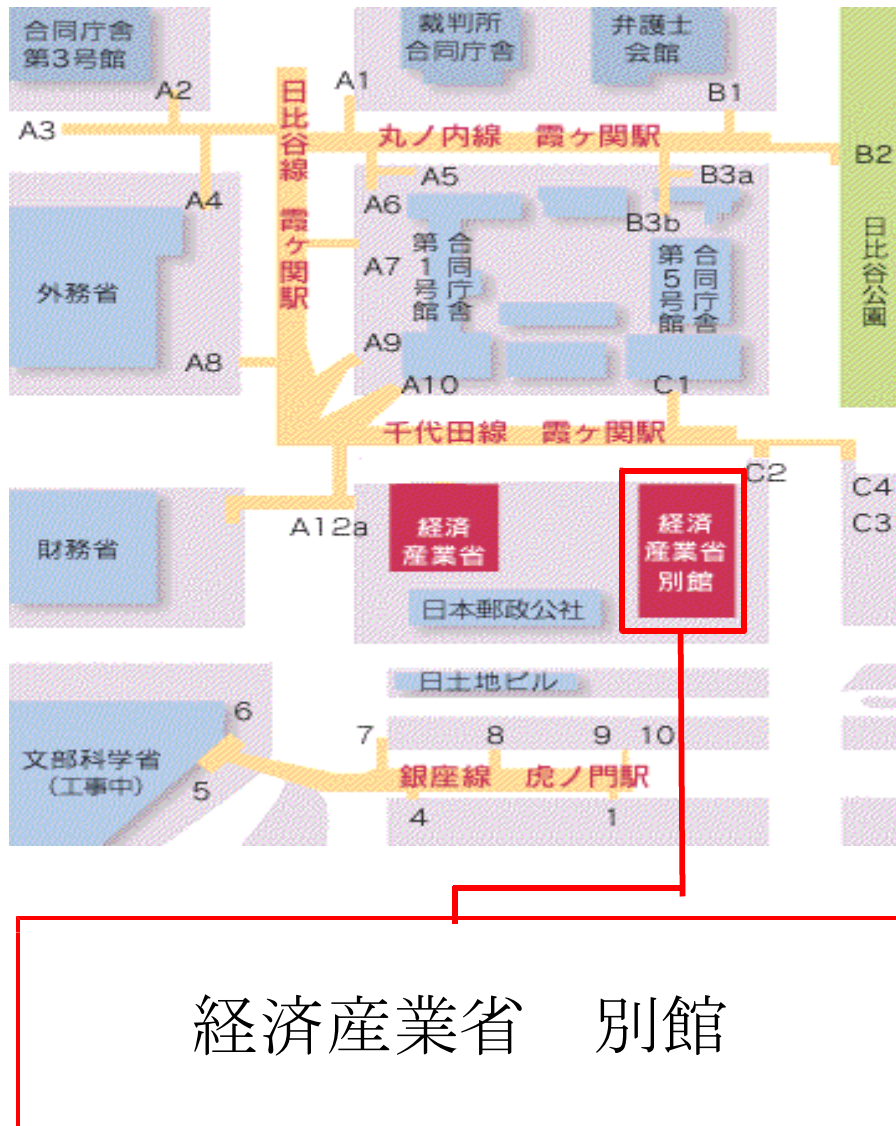 合同庁舎
第3号館
裁判所
合同庁舎
弁護士
会館
A2
A1
B1
A3
日比谷線　霞ヶ関駅
丸ノ内線　霞ヶ関駅
B2
A5
B3a
A4
A6
B3b
日比谷公園
外務省
A7
合同庁舎
第1号館
合同庁舎
第5号館
A9
A8
A10
C1
千代田線　霞ヶ関駅
C2
C4
C3
A12a
財務省
経済
産業省
経済
産業省
別館
日本郵政公社
日土地ビル
6
7
8
9
10
文部科学省
(工事中)
5
銀座線　虎ノ門駅
4
1
経済産業省　別館